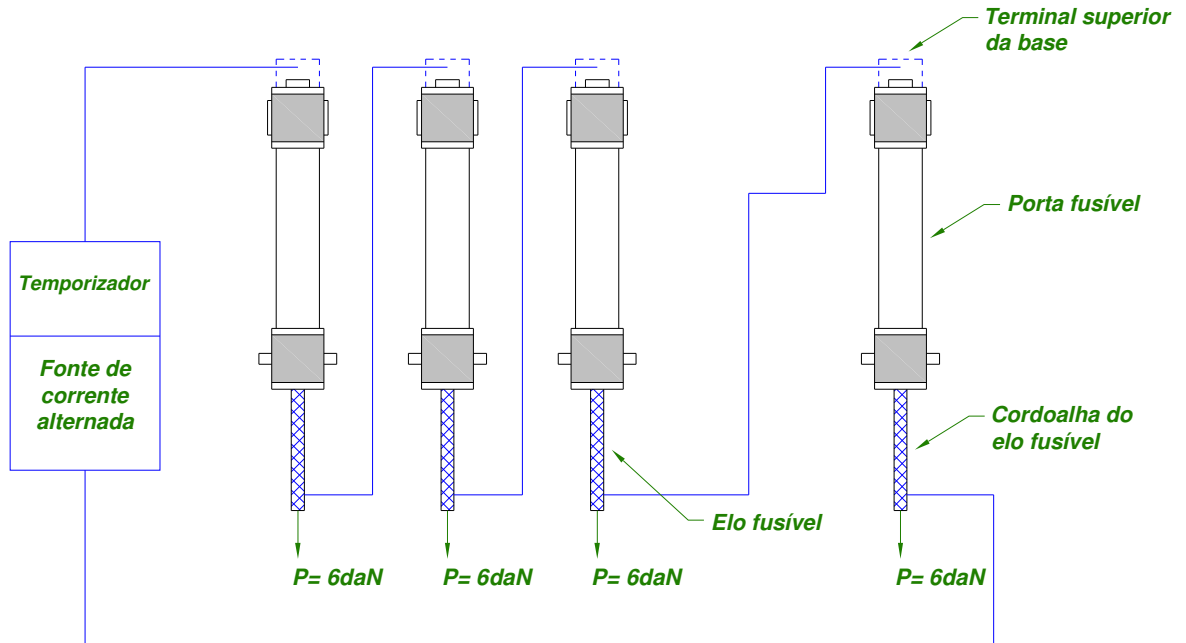 Terminal superior
da base
Porta fusível
Temporizador
Fonte de
corrente
alternada
Cordoalha do
elo fusível
Elo fusível
P= 6daN
P= 6daN
P= 6daN
P= 6daN